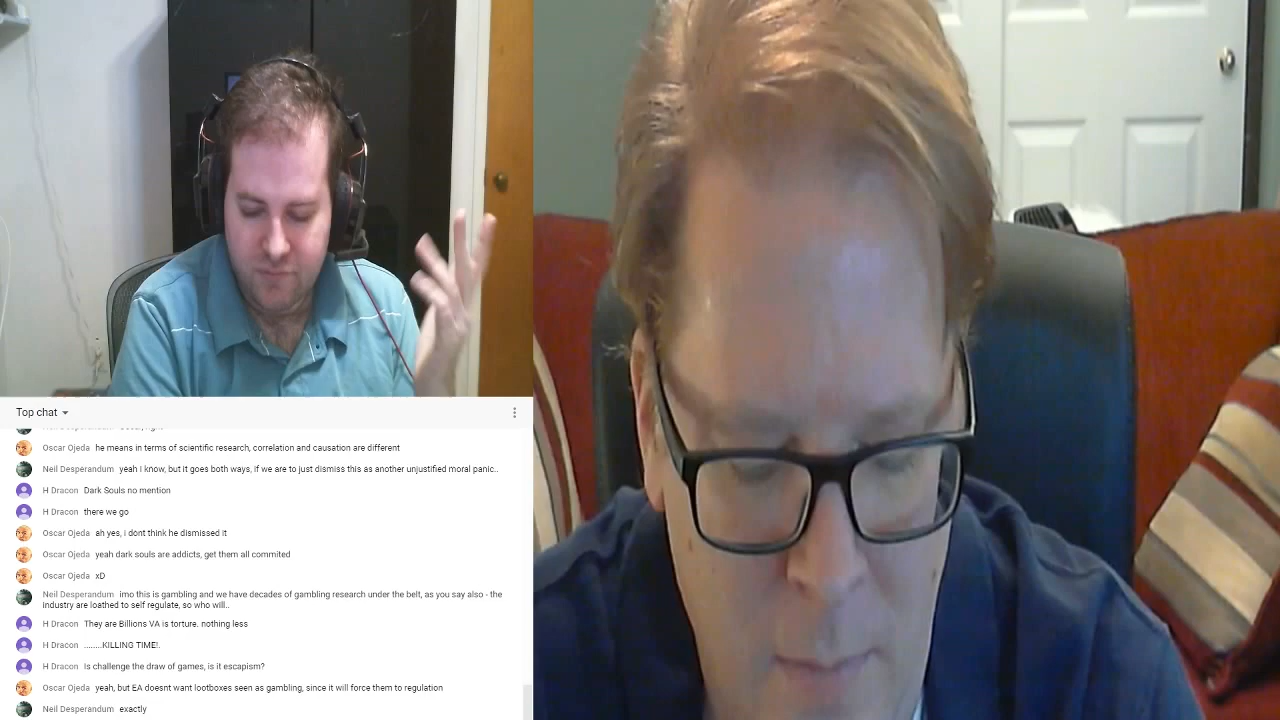 Top chat
Oscar Ojeda he means in terms of scientific research, correlation and causation are different
Neil Desperandum yeah I know, but it goes both ways, if we are to just dismiss this as another unjustified moral panic..
H Dracon Dark Souls no mention
H Dracon there we go
Oscar Ojeda ah yes, i dont think he dismissed it
Oscar Ojeda yeah dark souls are addicts, get them all commited
Oscar Ojeda xD
Neil Desperandum imo this is gambling and we have decades of gambling research under the belt, as you say also - the
industry are loathed to self regulate, so who will..
H Dracon They are Billions VA is torture. nothing less
H Dracon ........KILLING TIME!.
H Dracon Is challenge the draw of games, is it escapism?
Oscar Ojeda yeah, but EA doesnt want lootboxes seen as gambling, since it will force them to regulation
Neil Desperandum exactly